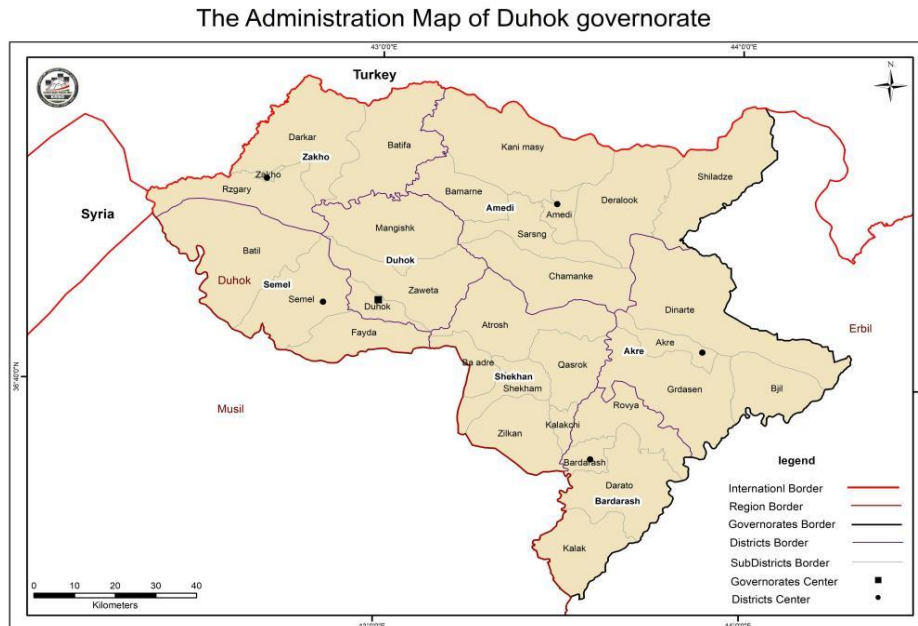 The Administration Map of Duhok governorate
43°0'0"E
44°0'0"E
Turkey
N
Darkar
Batifa
Kani masy
Zakho
Zakho
Rzgary
Shiladze
Bamarne
Deralook
Syria
Amedi
Amedi
Mangishk
Sarsng
Batil
Duhok
Duhok
Chamanke
Semel
Zaweta
Semel
Duhok
Dinarte
Fayda
Atrosh
Erbil
Akre
Akre
Ba adre
Qasrok
36°40'N
Shekhan
Shekham
Grdasen
Bjil
Musil
Rovya
Kalakchi
Zilkan
Bardarash
legend
Darato
Bardarash
Internationl Border
Region Border
Governorates Border
Districts Border
Kalak
SubDistricts Border
Governorates Center
Districts Center
0 10 20 30 40
Kilometers